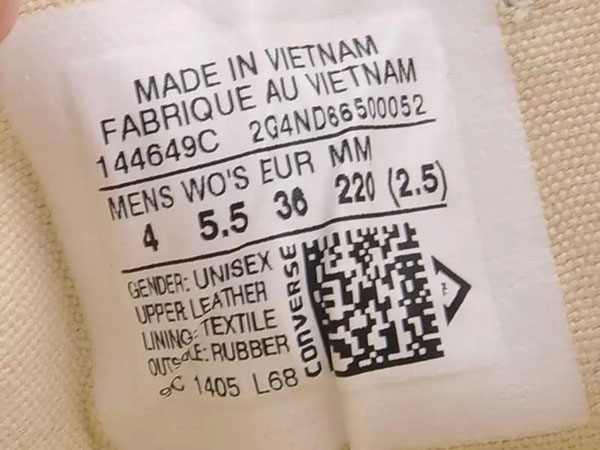 MADE IN VIETNAM
FABRIQUE AU VIETNAM
144649C 2G4ND66500052
MENS WO'S EUR MM
4 5.5 36 220 (2.5)
GENDER: UNISEX
UPPER LEATHER
LINING: TEXTILE
OUTSOLE: RUBBER
1405 L68
CONVERSE